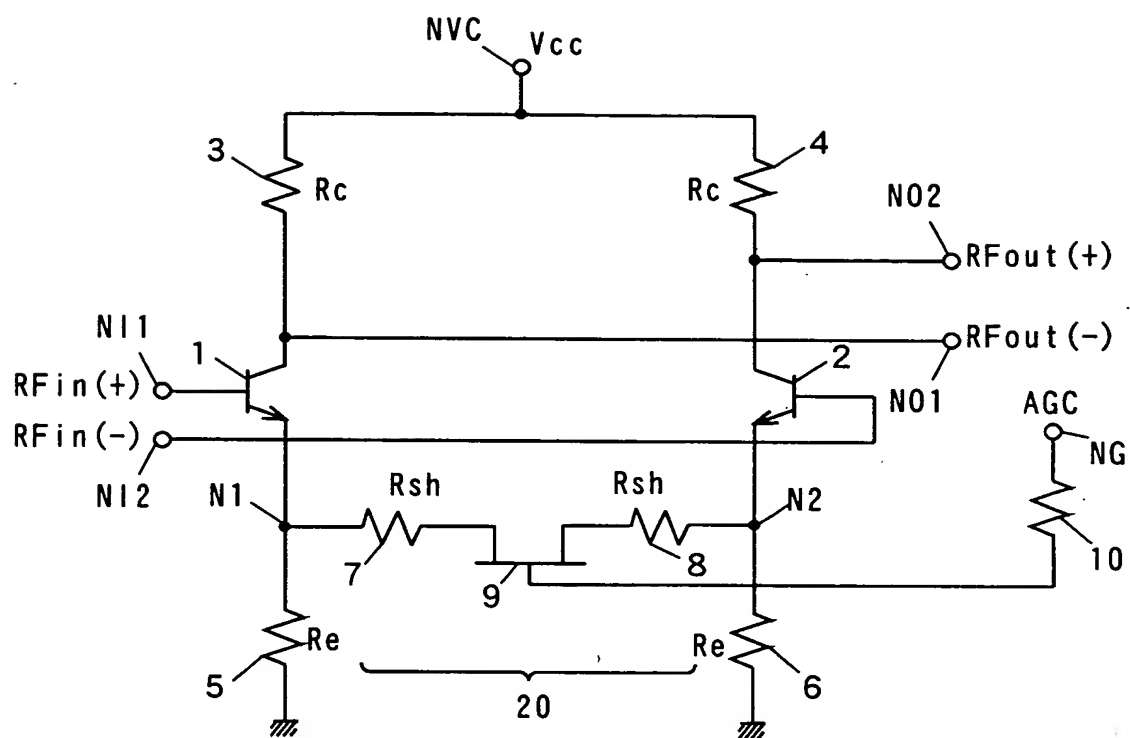 NVC Vcc
3 4
Rc Rc
NO2
RFout(+)
NI1 1 2 RFout(-)
RFin(+) NO1 AGC
RFin(-) NG
NI2 N1 Rsh Rsh N2
7 9 8 10
Re Re
5 20 6